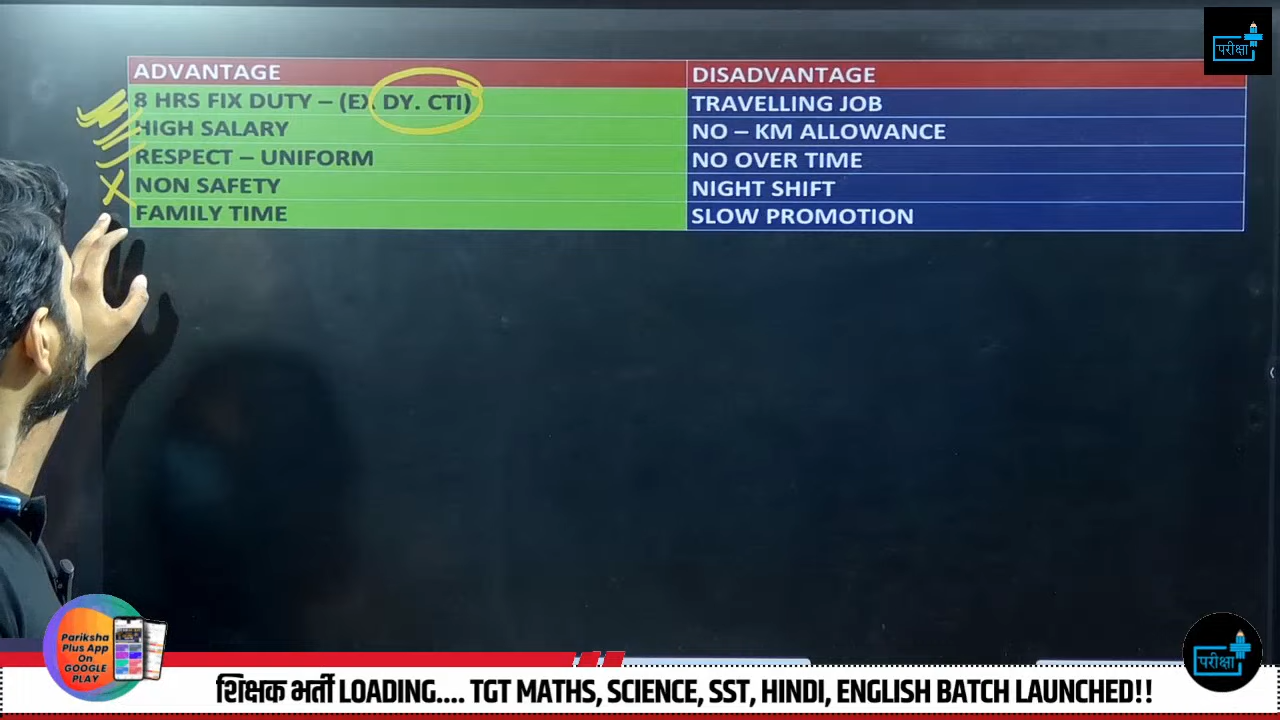 परीक्षा
ADVANTAGE
DISADVANTAGE
8 HRS FIX DUTY – (EX DY. CTI)
TRAVELLING JOB
HIGH SALARY
NO – KM ALLOWANCE
RESPECT – UNIFORM
NO OVER TIME
NON SAFETY
NIGHT SHIFT
FAMILY TIME
SLOW PROMOTION
Pariksha
Plus App
On
GOOGLE
PLAY
शिक्षक भर्ती LOADING.... TGT MATHS, SCIENCE, SST, HINDI, ENGLISH BATCH LAUNCHED!!
परीक्षा